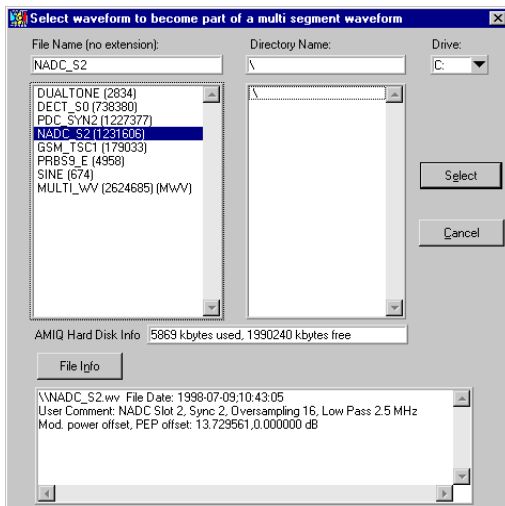 Select waveform to become part of a multi segment waveform
File Name (no extension):
Directory Name:
Drive:
NADC_S2
\
C:
DUALTONE (2834)
DECT_S0 (738380)
PDC_SYN2 (1227377)
NADC_S2 (1231606)
GSM_TSC1 (179033)
PRBS9_E (4958)
SINE (674)
MULTI_WV (2624685) (MWV)
\
Select
Cancel
AMIQ Hard Disk Info
5869 kbytes used, 1990240 kbytes free
File Info
\\NADC_S2.wv File Date: 1998-07-09;10:43:05
User Comment: NADC Slot 2, Sync 2, Oversampling 16, Low Pass 2.5 MHz
Mod. power offset, PEP offset: 13.729561,0.000000 dB